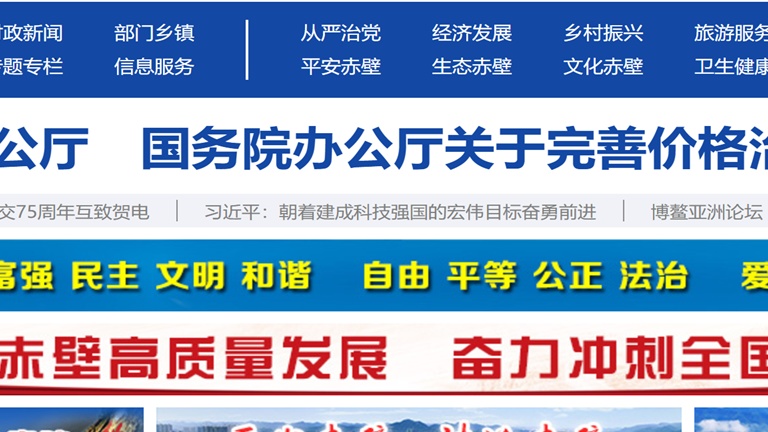 时政新闻 部门乡镇 从严治党 经济发展 乡村振兴 旅游服务
专题专栏 信息服务 平安赤壁 生态赤壁 文化赤壁 卫生健康
公厅 国务院办公厅关于完善价格治
交75周年互致贺电 | 习近平：朝着建成科技强国的宏伟目标奋勇前进 | 博鳌亚洲论坛
富强 民主 文明 和谐 自由 平等 公正 法治 爱
赤壁高质量发展 奋力冲刺全国